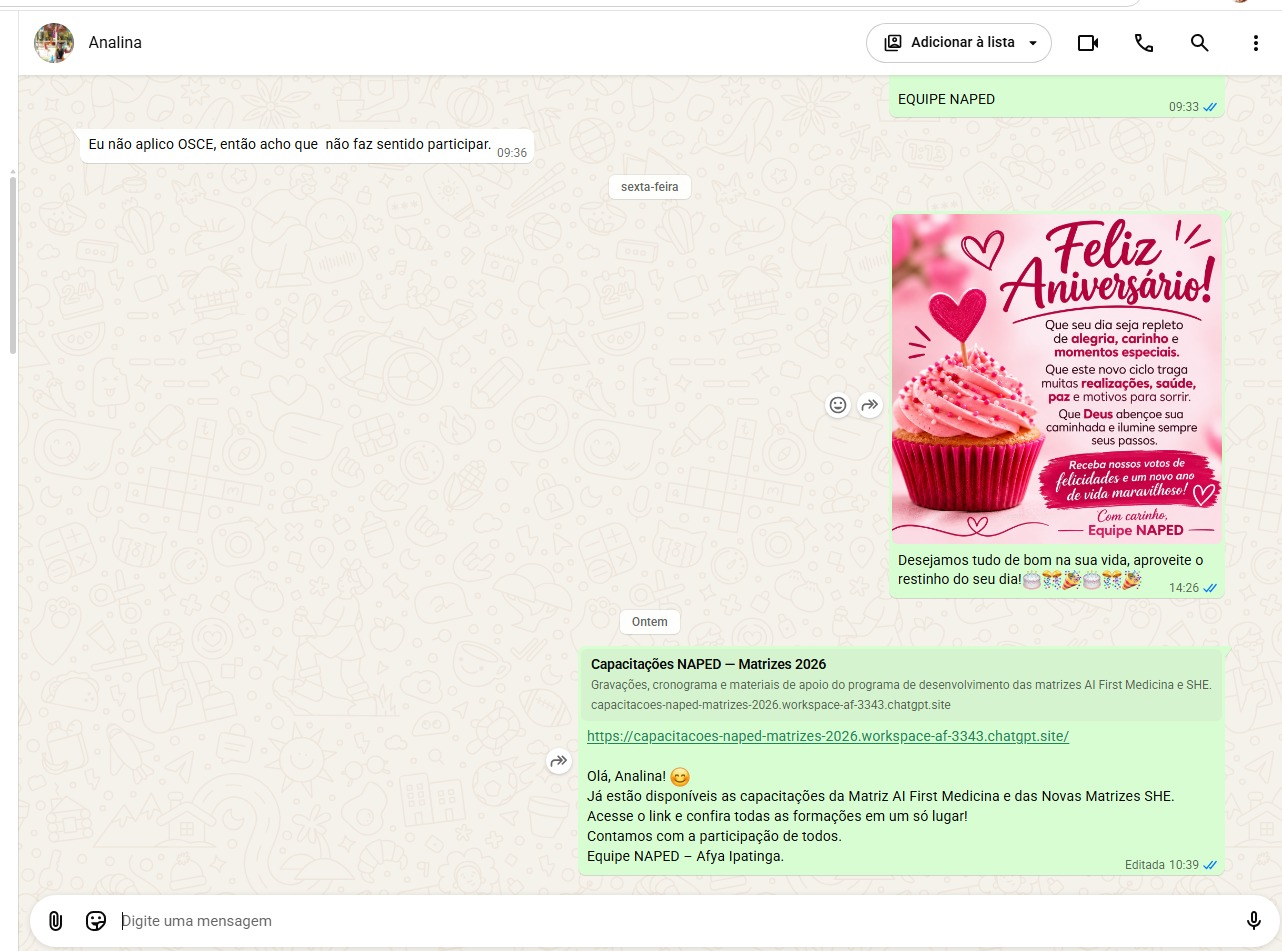 Analina
Adicionar à lista
EQUIPE NAPED
09:33
Eu não aplico OSCE, então acho que  não faz sentido participar.
09:36
sexta-feira
Feliz
Aniversário!
Que seu dia seja repleto
de alegria, carinho e
momentos especiais.
Que este novo ciclo traga
muitas realizações, saúde,
paz e motivos para sorrir.
Que Deus abençoe sua
caminhada e ilumine sempre
seus passos.
Receba nossos votos de
felicidades e um novo ano
de vida maravilhoso!
Com carinho,
Equipe NAPED
Desejamos tudo de bom na sua vida, aproveite o
restinho do seu dia!🎂🎊🎉🎂🎊🎉
14:26
Ontem
Capacitações NAPED — Matrizes 2026
Gravações, cronograma e materiais de apoio do programa de desenvolvimento das matrizes AI First Medicina e SHE.
capacitacoes-naped-matrizes-2026.workspace-af-3343.chatgpt.site
https://capacitacoes-naped-matrizes-2026.workspace-af-3343.chatgpt.site/
Olá, Analina! 😊
Já estão disponíveis as capacitações da Matriz AI First Medicina e das Novas Matrizes SHE.
Acesse o link e confira todas as formações em um só lugar!
Contamos com a participação de todos.
Equipe NAPED – Afya Ipatinga.
Editada 10:39
Digite uma mensagem